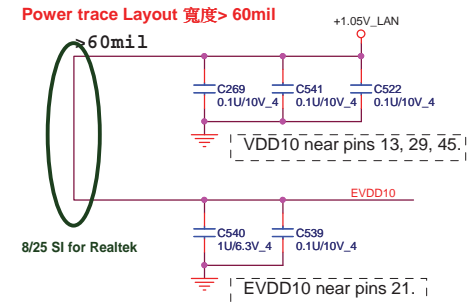 Power trace Layout 寬度> 60mil
>60mil
+1.05V_LAN
C269
0.1U/10V_4
C541
0.1U/10V_4
C522
0.1U/10V_4
VDD10 near pins 13, 29, 45.
EVDD10
C540
1U/6.3V_4
C539
0.1U/10V_4
8/25 SI for Realtek
EVDD10 near pins 21.